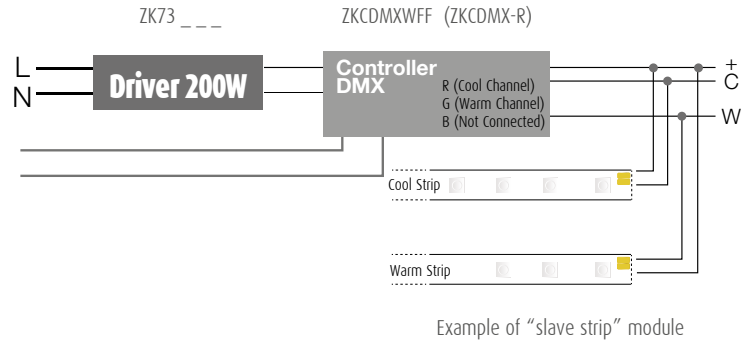 ZK73 _ _ _
ZKCDMXWFF (ZKCDMX-R)
L
N
Driver 200W
Controller
DMX
R (Cool Channel)
G (Warm Channel)
B (Not Connected)
+
C
W
Cool Strip
Warm Strip
Example of “slave strip” module